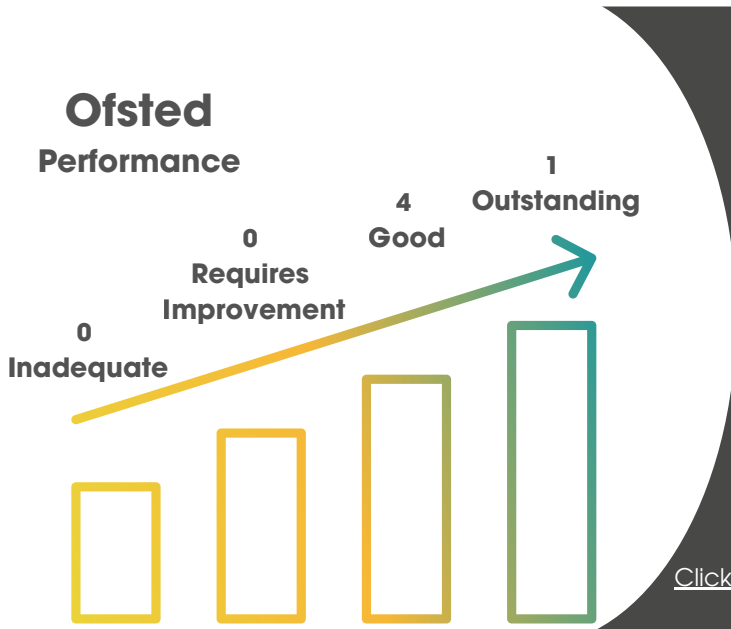 Ofsted
Performance
0
Inadequate
0
Requires
Improvement
4
Good
1
Outstanding
Click